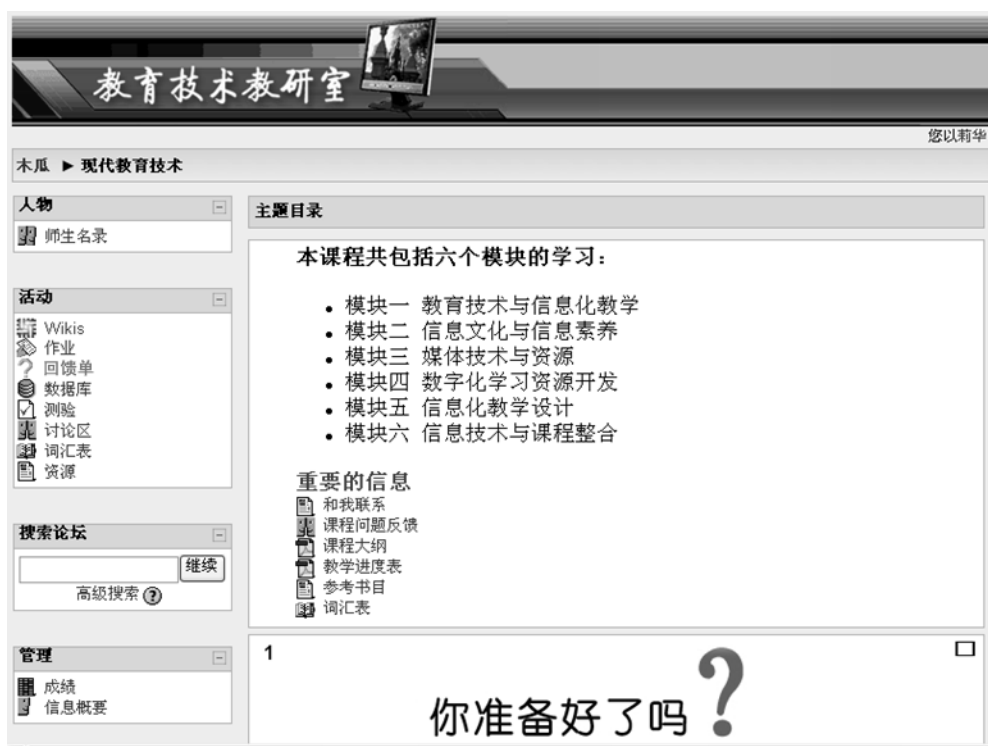 教育技术教研室
您以莉华
木瓜 ► 现代教育技术
人物
师生名录
活动
Wikis
作业
回馈单
数据库
测验
讨论区
词汇表
资源
搜索论坛
继续
高级搜索
管理
成绩
信息概要
主题目录
本课程共包括六个模块的学习：
• 模块一 教育技术与信息化教学
• 模块二 信息文化与信息素养
• 模块三 媒体技术与资源
• 模块四 数字化学习资源开发
• 模块五 信息化教学设计
• 模块六 信息技术与课程整合
重要的信息
和我联系
课程问题反馈
课程大纲
教学进度表
参考书目
词汇表
1
你准备好了吗?